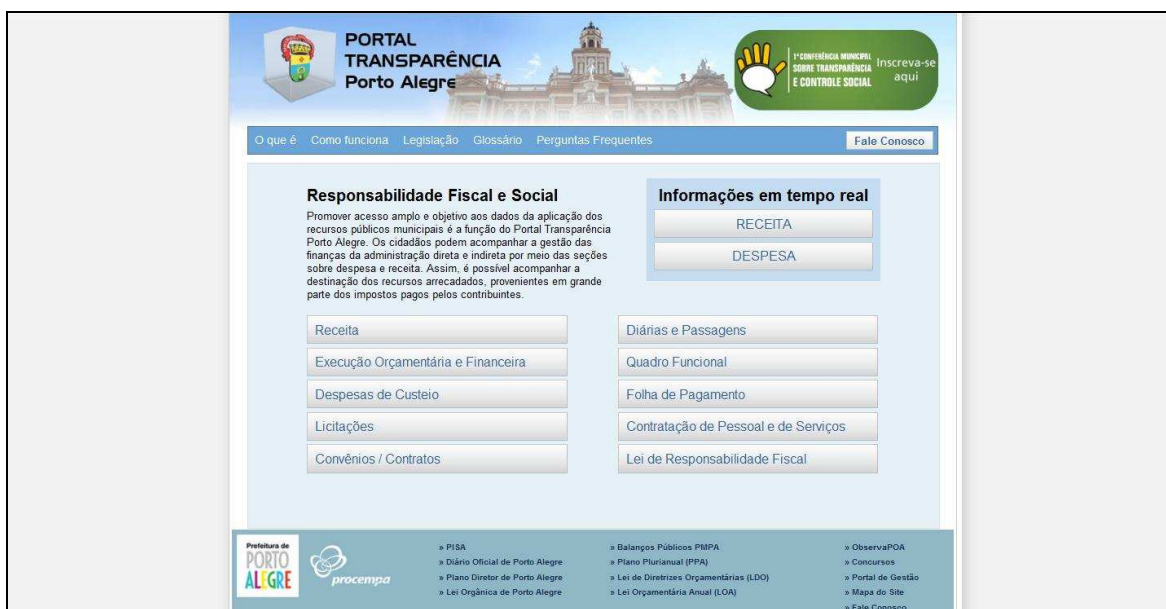 PORTAL
TRANSPARÊNCIA
Porto Alegre
1ª CONFERÊNCIA MUNICIPAL
SOBRE TRANSPARÊNCIA
E CONTROLE SOCIAL
Inscreva-se
aqui
O que é Como funciona Legislação Glossário Perguntas Frequentes Fale Conosco
Responsabilidade Fiscal e Social
Promover acesso amplo e objetivo aos dados da aplicação dos
recursos públicos municipais é a função do Portal Transparência
Porto Alegre. Os cidadãos podem acompanhar a gestão das
finanças da administração direta e indireta por meio das seções
sobre despesa e receita. Assim, é possível acompanhar a
destinação dos recursos arrecadados, provenientes em grande
parte dos impostos pagos pelos contribuintes.
Informações em tempo real
RECEITA
DESPESA
Receita
Execução Orçamentária e Financeira
Despesas de Custeio
Licitações
Convênios / Contratos
Diárias e Passagens
Quadro Funcional
Folha de Pagamento
Contratação de Pessoal e de Serviços
Lei de Responsabilidade Fiscal
Prefeitura de
PORTO
ALEGRE
procempa
» PISA
» Diário Oficial de Porto Alegre
» Plano Diretor de Porto Alegre
» Lei Orgânica de Porto Alegre
» Balanços Públicos PMPA
» Plano Plurianual (PPA)
» Lei de Diretrizes Orçamentárias (LDO)
» Lei Orçamentária Anual (LOA)
» ObservaPOA
» Concursos
» Portal de Gestão
» Mapa do Site
» Fale Conosco